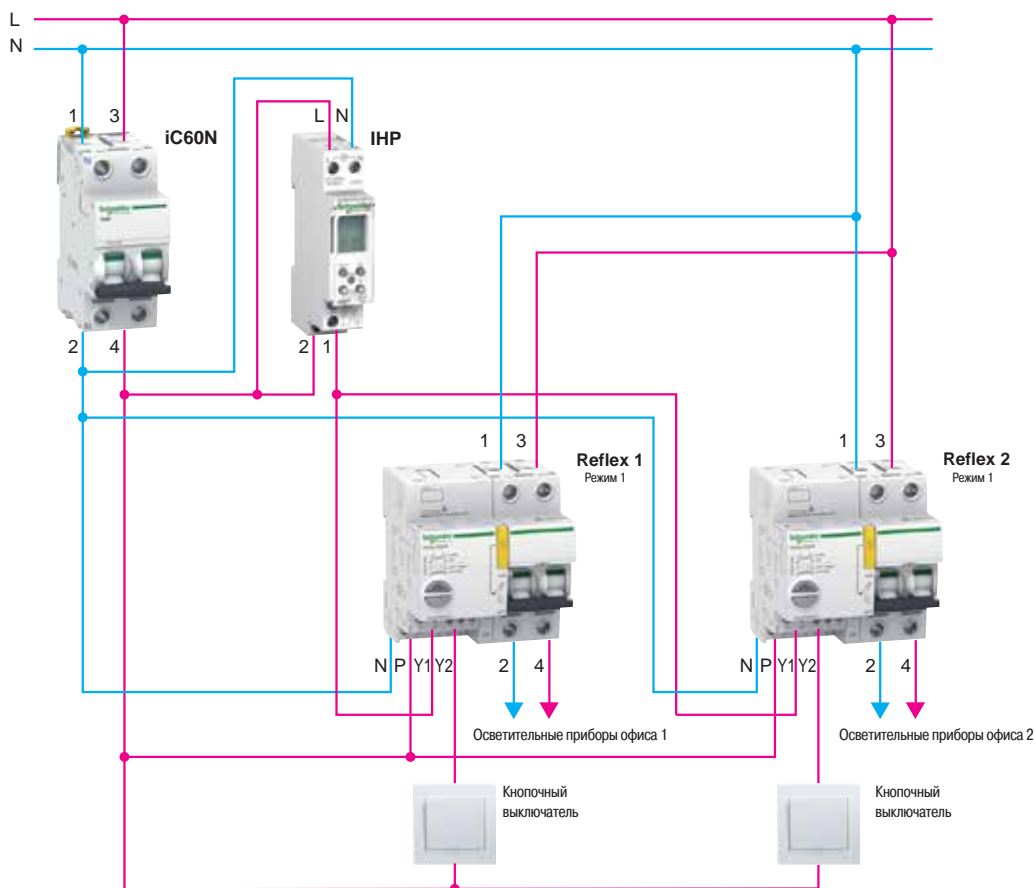 L
N
1 3
iC60N
L N
IHP
2 4
2 1
1 3
Reflex 1
Режим 1
1 3
Reflex 2
Режим 1
N P Y1 Y2 2 4
N P Y1 Y2 2 4
Осветительные приборы офиса 1
Осветительные приборы офиса 2
Кнопочный
выключатель
Кнопочный
выключатель